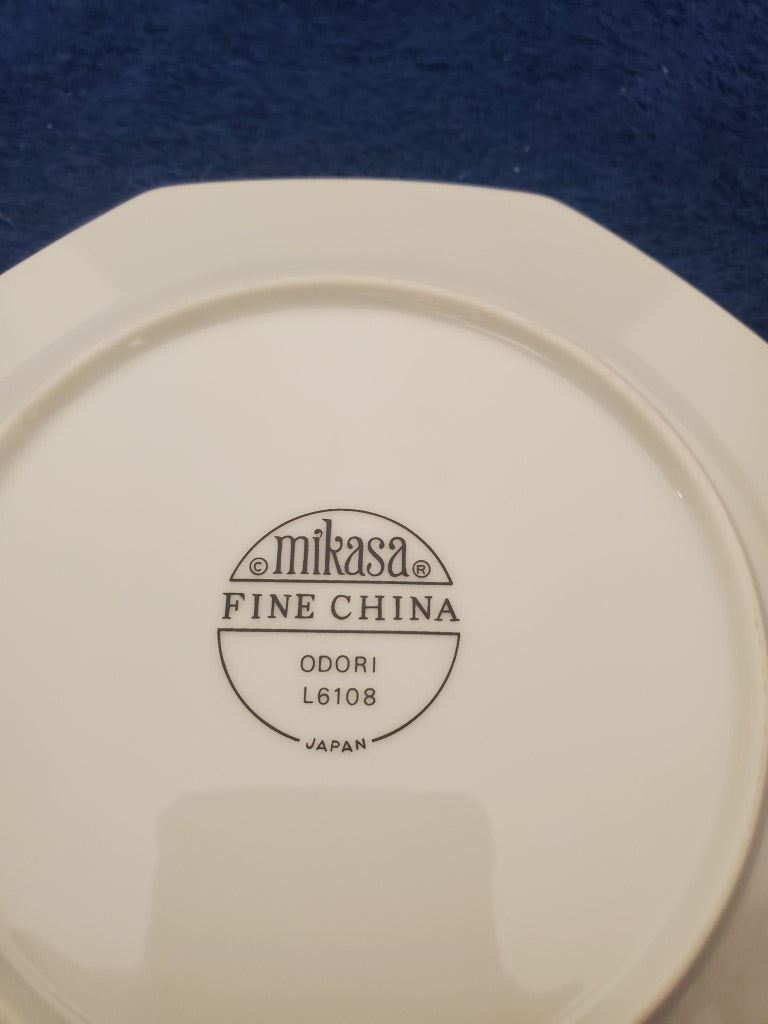 © mikasa ®
FINE CHINA
ODORI
L6108
JAPAN